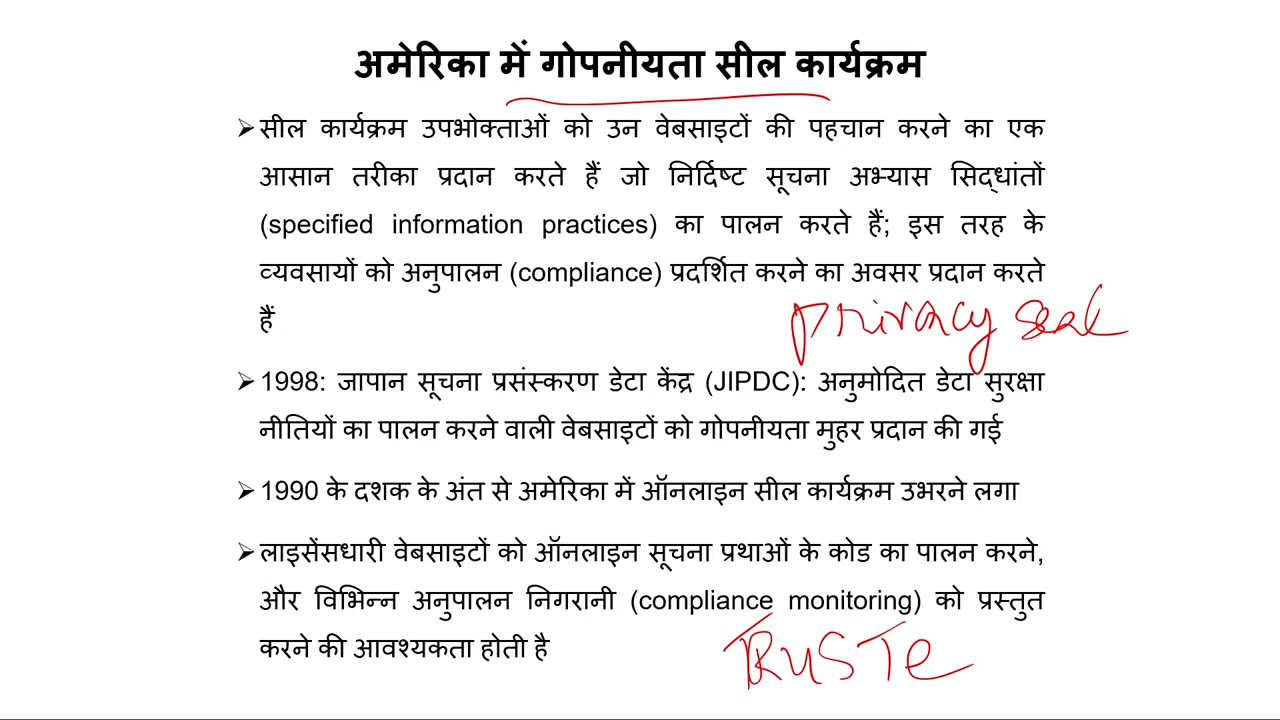 अमेरिका में गोपनीयता सील कार्यक्रम
➢ सील कार्यक्रम उपभोक्ताओं को उन वेबसाइटों की पहचान करने का एक
आसान तरीका प्रदान करते हैं जो निर्दिष्ट सूचना अभ्यास सिद्धांतों
(specified information practices) का पालन करते हैं; इस तरह के
व्यवसायों को अनुपालन (compliance) प्रदर्शित करने का अवसर प्रदान करते
हैं
privacy seal
➢ 1998: जापान सूचना प्रसंस्करण डेटा केंद्र (JIPDC): अनुमोदित डेटा सुरक्षा
नीतियों का पालन करने वाली वेबसाइटों को गोपनीयता मुहर प्रदान की गई
➢ 1990 के दशक के अंत से अमेरिका में ऑनलाइन सील कार्यक्रम उभरने लगा
➢ लाइसेंसधारी वेबसाइटों को ऑनलाइन सूचना प्रथाओं के कोड का पालन करने,
और विभिन्न अनुपालन निगरानी (compliance monitoring) को प्रस्तुत
करने की आवश्यकता होती है
TRUSTe